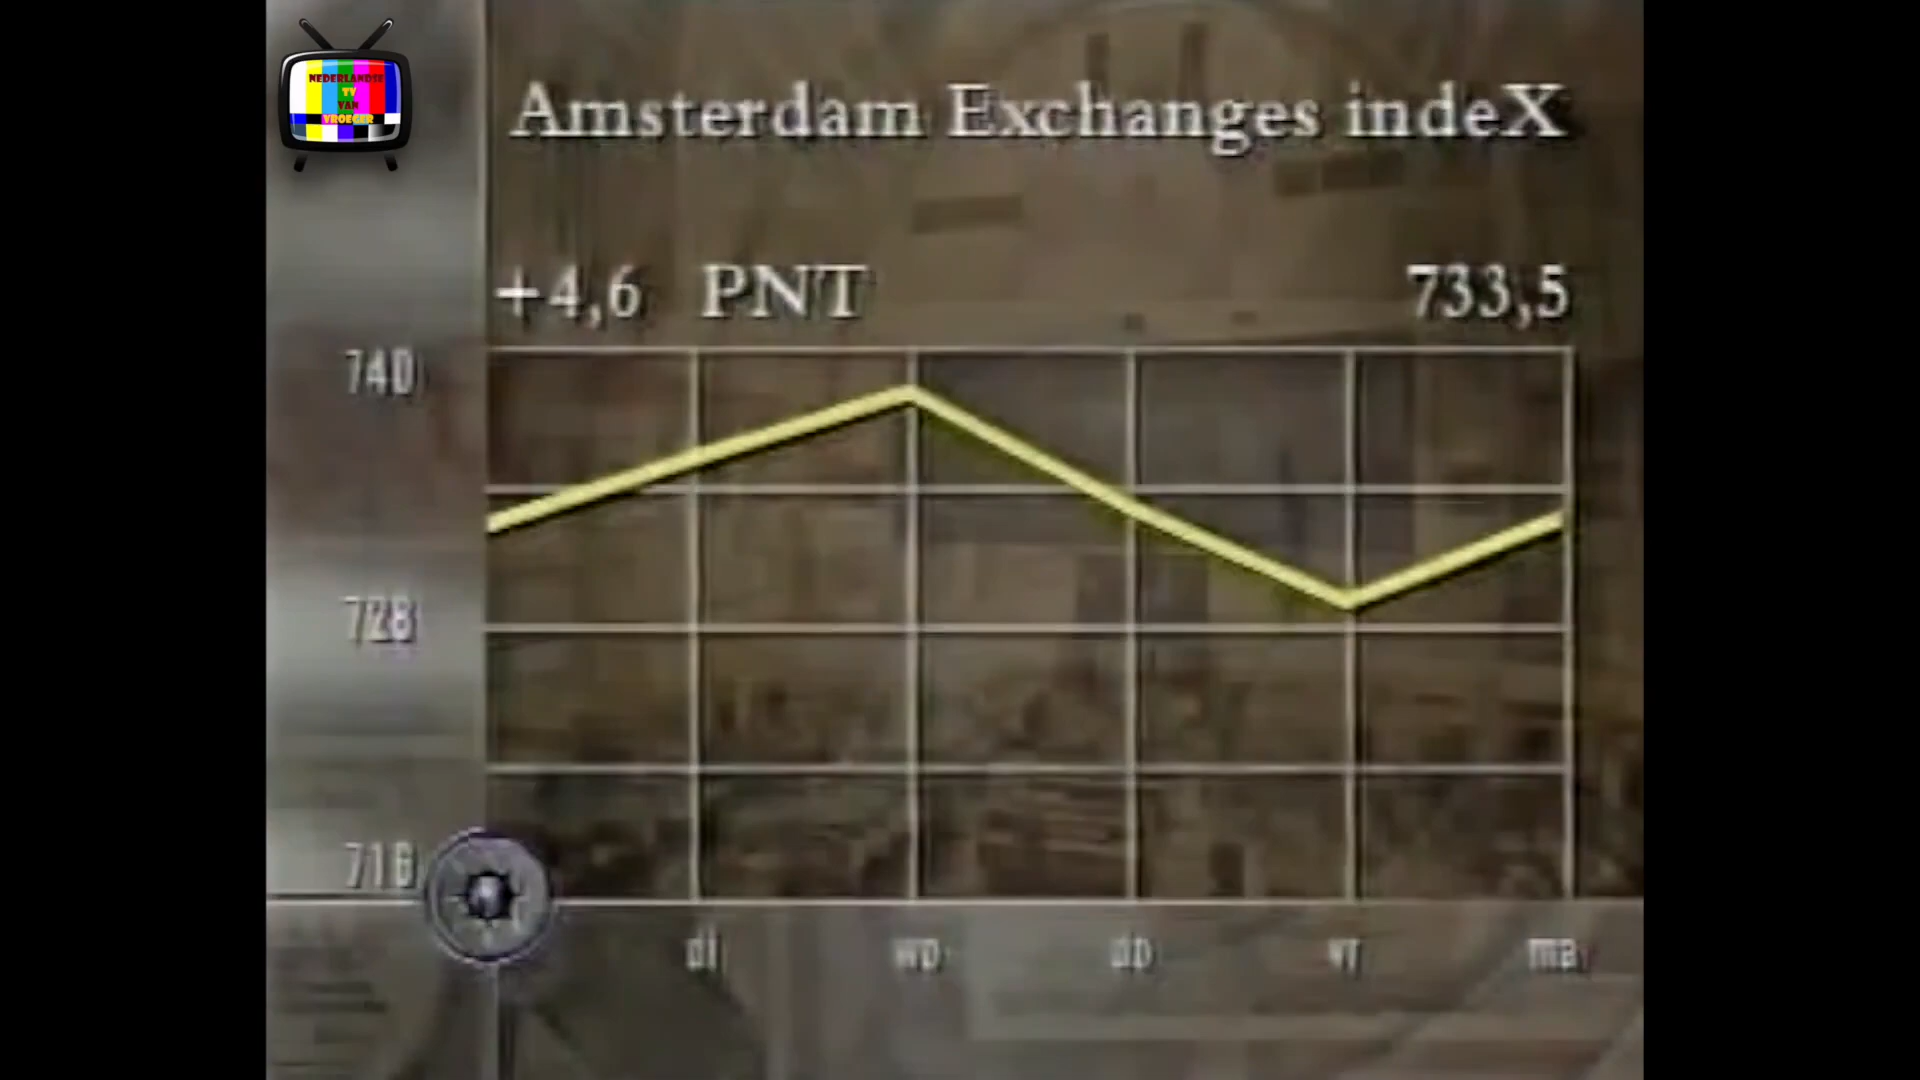 NEDERLANDSE
TV
VAN
VROEGER
Amsterdam Exchanges indeX
+4,6 PNT 733,5
740
728
716
di wo do vr ma